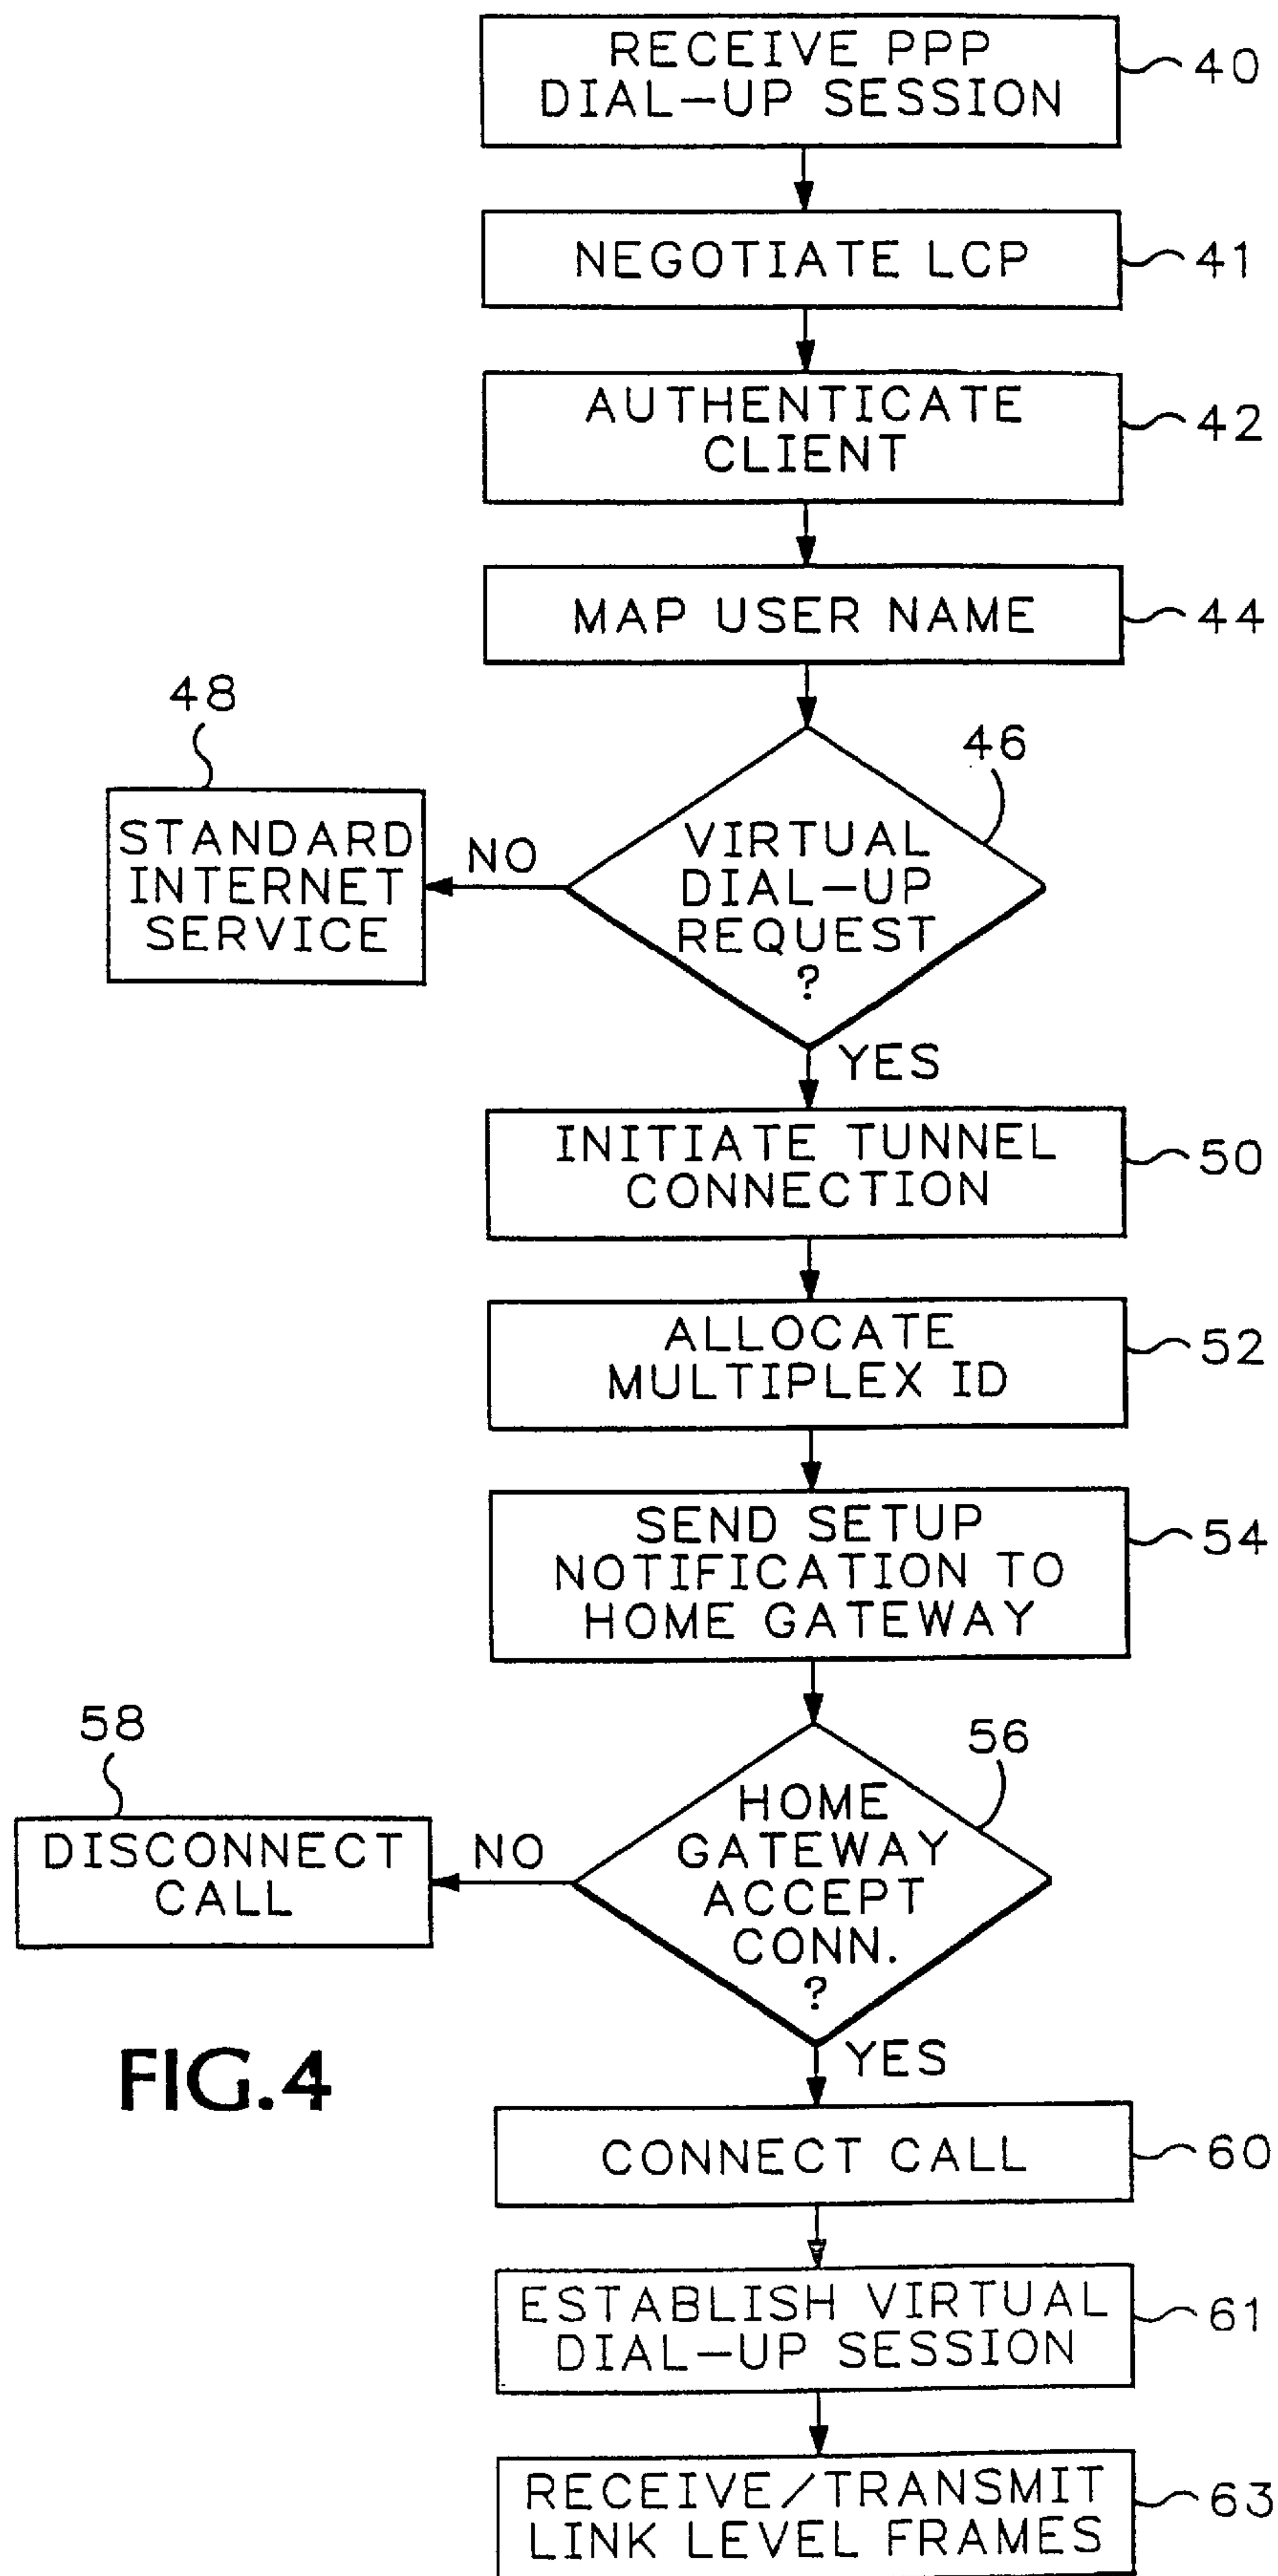 RECEIVE PPP
DIAL-UP SESSION
40
NEGOTIATE LCP
41
AUTHENTICATE
CLIENT
42
MAP USER NAME
44
48
STANDARD
INTERNET
SERVICE
NO
46
VIRTUAL
DIAL-UP
REQUEST
?
YES
INITIATE TUNNEL
CONNECTION
50
ALLOCATE
MULTIPLEX ID
52
SEND SETUP
NOTIFICATION TO
HOME GATEWAY
54
58
DISCONNECT
CALL
NO
56
HOME
GATEWAY
ACCEPT
CONN.
?
YES
FIG.4
CONNECT CALL
60
ESTABLISH VIRTUAL
DIAL-UP SESSION
61
RECEIVE/TRANSMIT
LINK LEVEL FRAMES
63